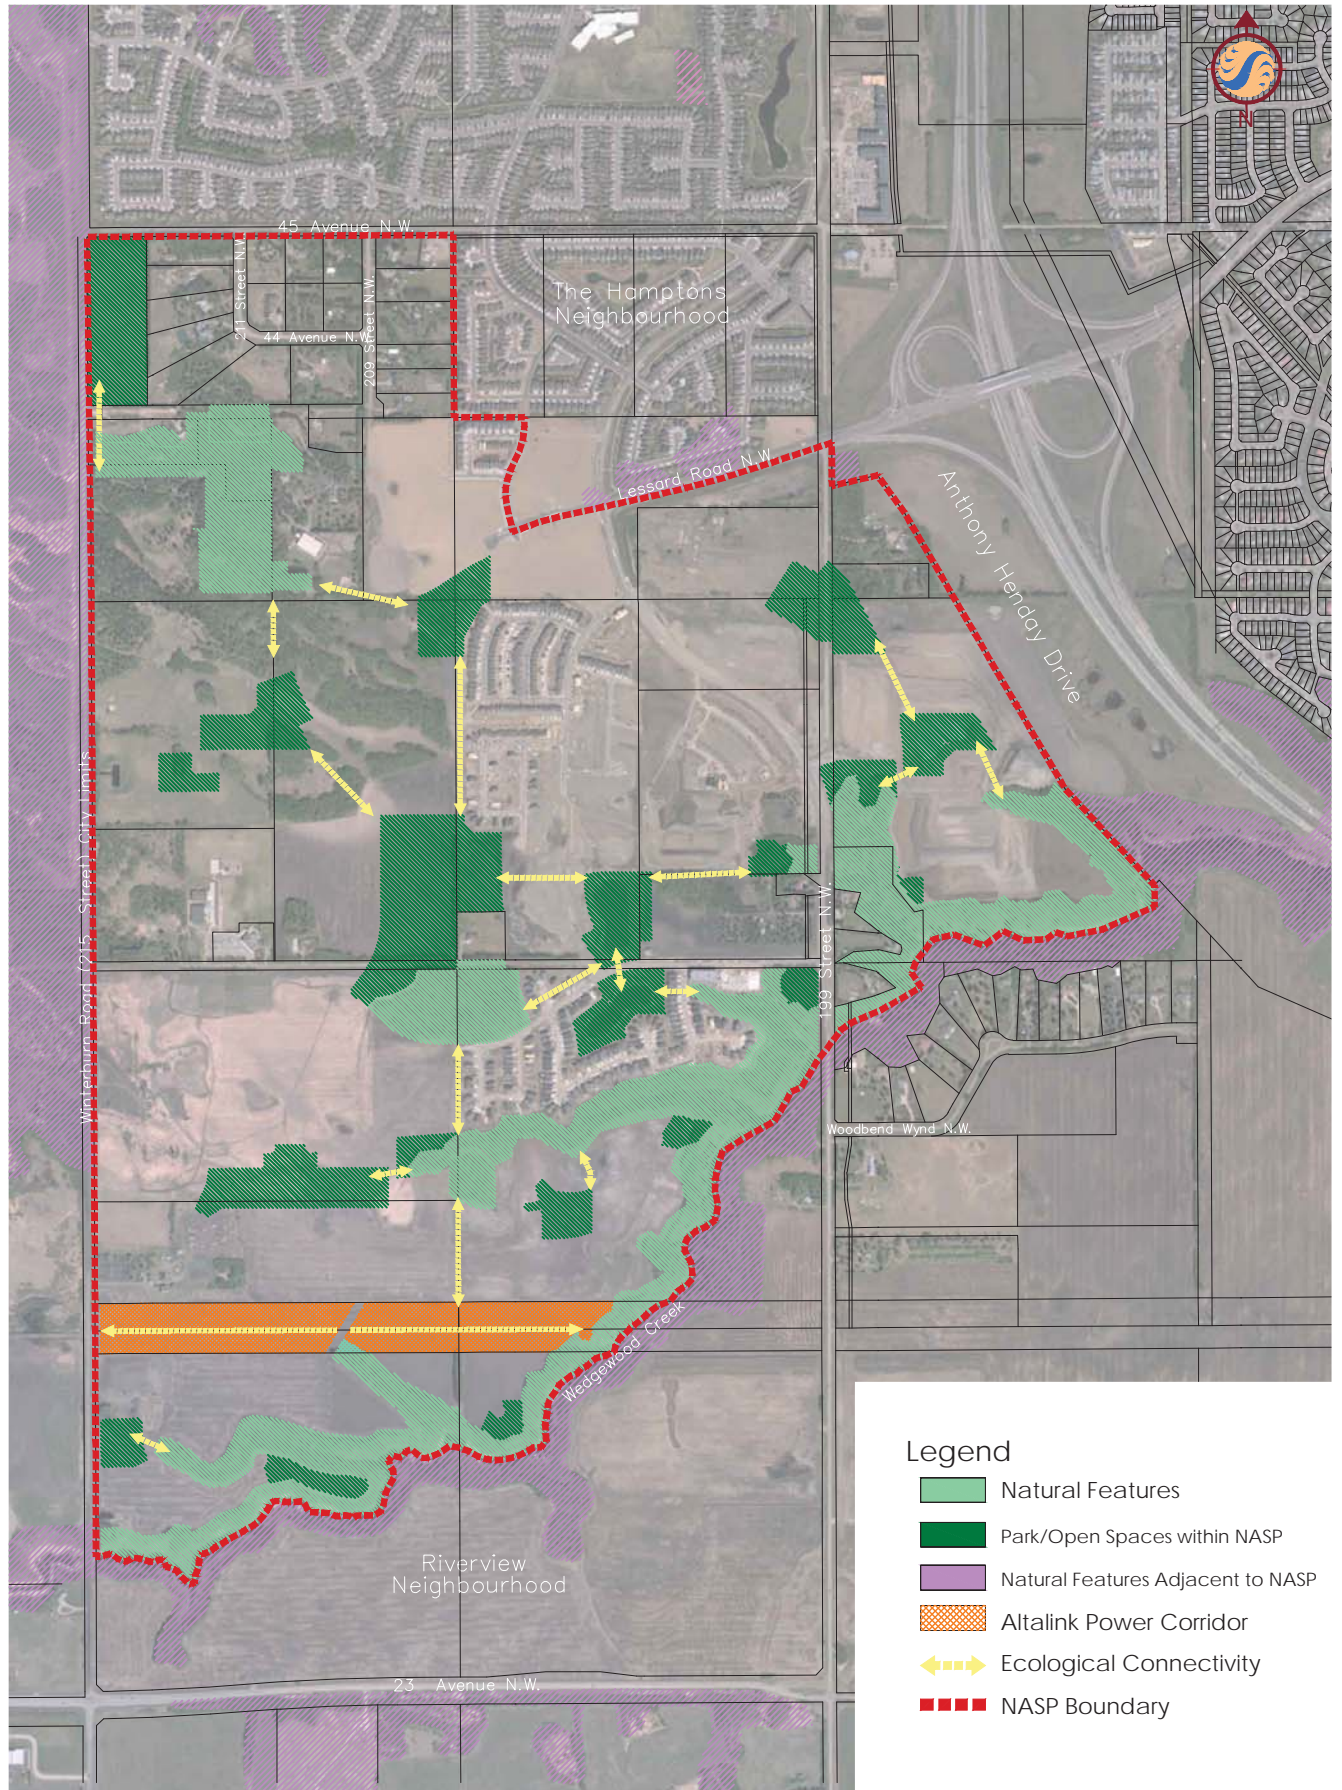 N
45 Avenue N.W.
211 Street N.W.
44 Avenue N.W.
209 Street N.W.
The Hamptons
Neighbourhood
Lessard Road N.W.
Anthony Henday Drive
Winterburn Road (215 Street) City Limits
199 Street N.W.
Woodbend Wynd N.W.
Wedgewood Creek
Riverview
Neighbourhood
23 Avenue N.W.
Legend
Natural Features
Park/Open Spaces within NASP
Natural Features Adjacent to NASP
Altalink Power Corridor
Ecological Connectivity
NASP Boundary